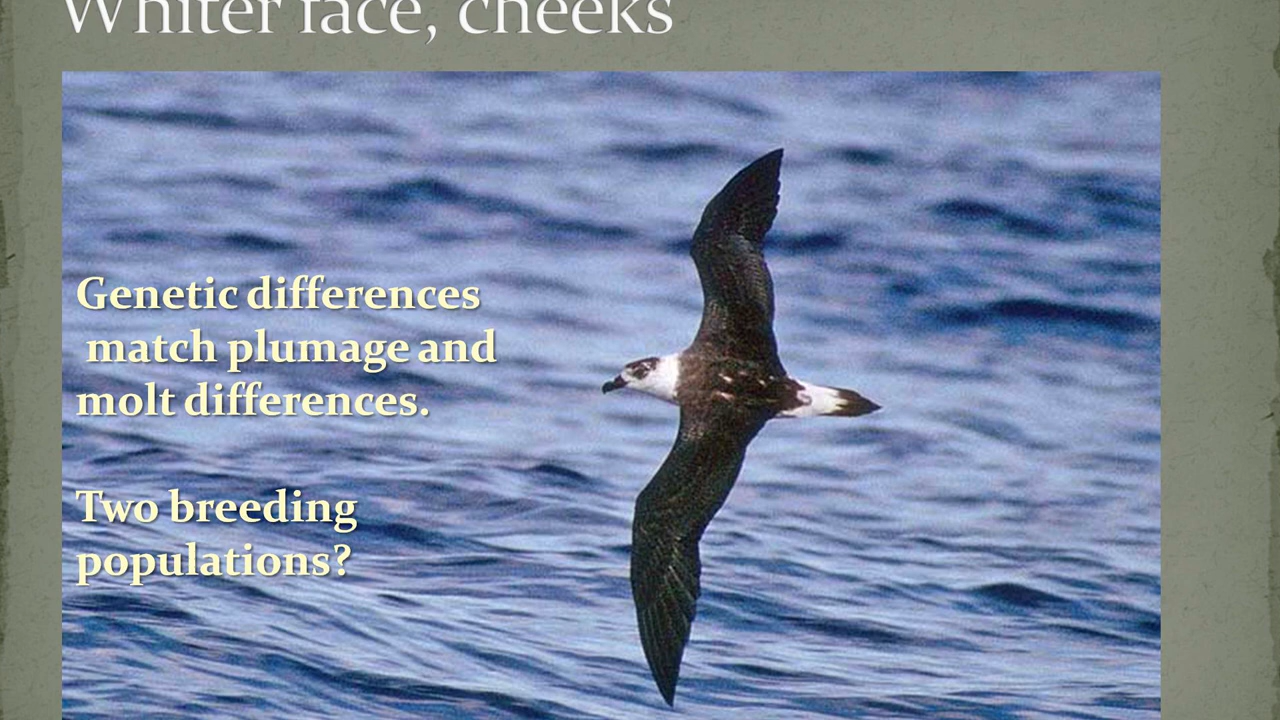 Whiter face, cheeks
Genetic differences
match plumage and
molt differences.
Two breeding
populations?